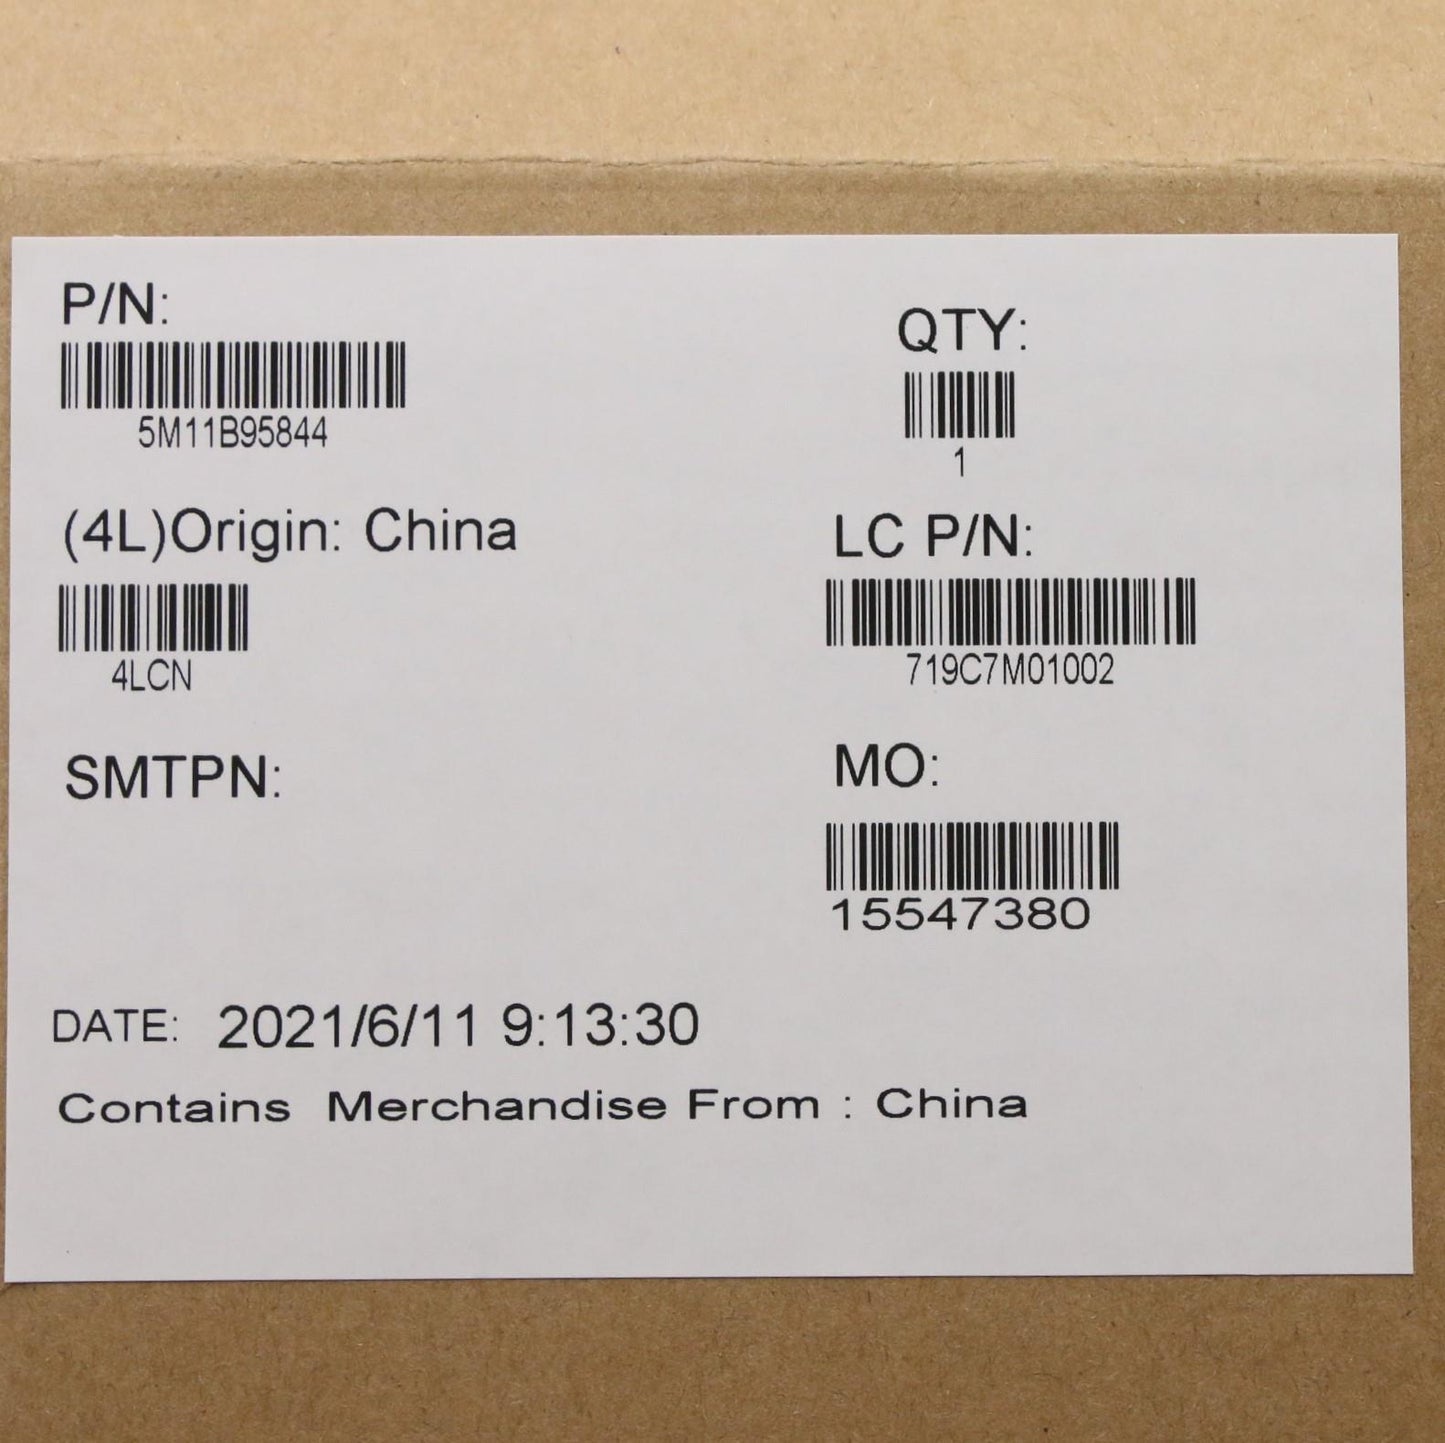 P/N:
5M11B95844
QTY:
1
(4L)Origin: China
4LCN
LC P/N:
719C7M01002
SMTPN:
MO:
15547380
DATE: 2021/6/11 9:13:30
Contains Merchandise From : China